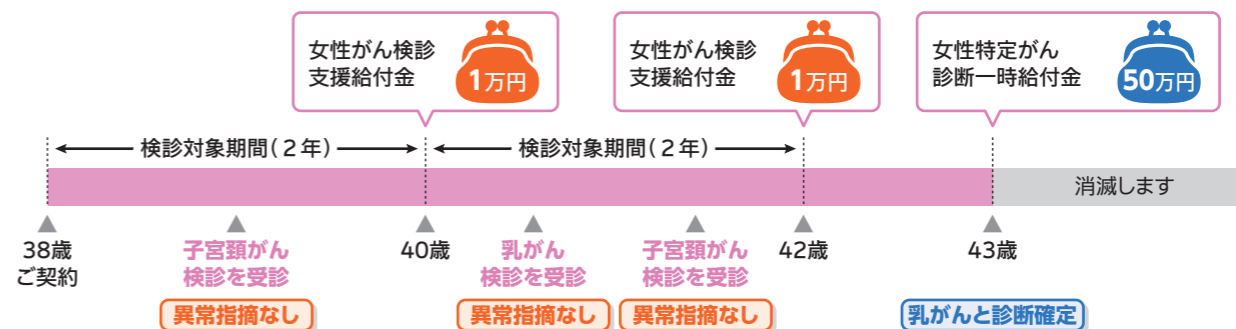 女性がん検診
支援給付金
1万円
女性がん検診
支援給付金
1万円
女性特定がん
診断一時給付金
50万円
検診対象期間(2年)
検診対象期間(2年)
消滅します
38歳
ご契約
子宮頸がん
検診を受診
異常指摘なし
40歳
乳がん
検診を受診
異常指摘なし
子宮頸がん
検診を受診
異常指摘なし
42歳
43歳
乳がんと診断確定